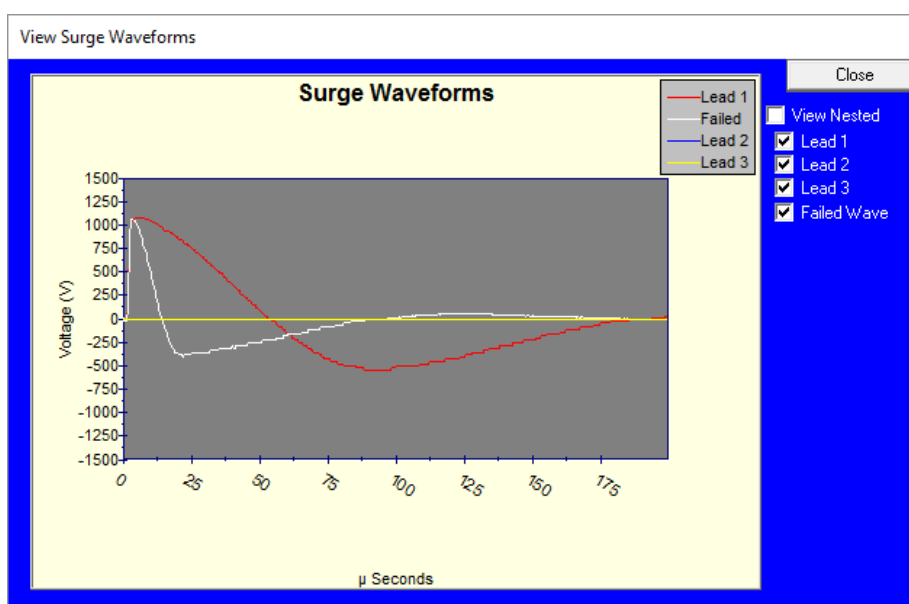 View Surge Waveforms
Close
Surge Waveforms
Lead 1
Failed
Lead 2
Lead 3
View Nested
Lead 1
Lead 2
Lead 3
Failed Wave
1500
1250
1000
750
500
250
0
-250
-500
-750
-1000
-1250
-1500
Voltage (V)
0 25 50 75 100 125 150 175
µ Seconds